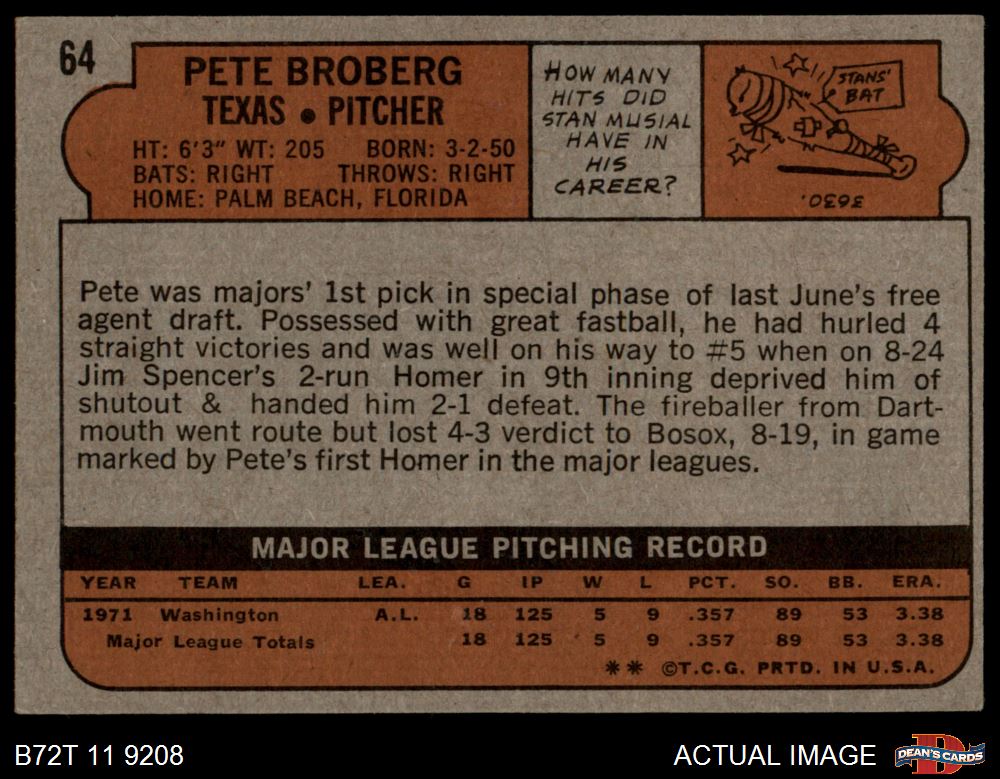 64
PETE BROBERG
TEXAS • PITCHER
HT: 6'3" WT: 205 BORN: 3-2-50
BATS: RIGHT THROWS: RIGHT
HOME: PALM BEACH, FLORIDA
HOW MANY
HITS DID
STAN MUSIAL
HAVE IN
HIS
CAREER?
STANS'
BAT
3630.
Pete was majors' 1st pick in special phase of last June's free
agent draft. Possessed with great fastball, he had hurled 4
straight victories and was well on his way to #5 when on 8-24
Jim Spencer's 2-run Homer in 9th inning deprived him of
shutout & handed him 2-1 defeat. The fireballer from Dart-
mouth went route but lost 4-3 verdict to Bosox, 8-19, in game
marked by Pete's first Homer in the major leagues.
MAJOR LEAGUE PITCHING RECORD
YEAR TEAM LEA. G IP W L PCT. SO. BB. ERA.
1971 Washington A.L. 18 125 5 9 .357 89 53 3.38
Major League Totals 18 125 5 9 .357 89 53 3.38
** ©T.C.G. PRTD. IN U.S.A.
B72T 11 9208
ACTUAL IMAGE
DEAN'S CARDS